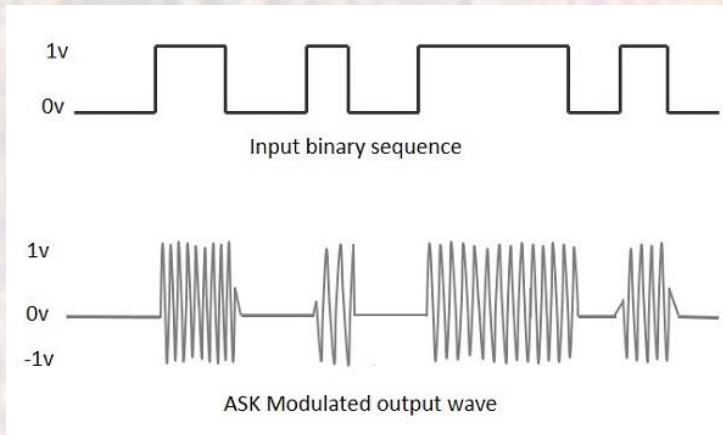 1v
0v
Input binary sequence
1v
0v
-1v
ASK Modulated output wave